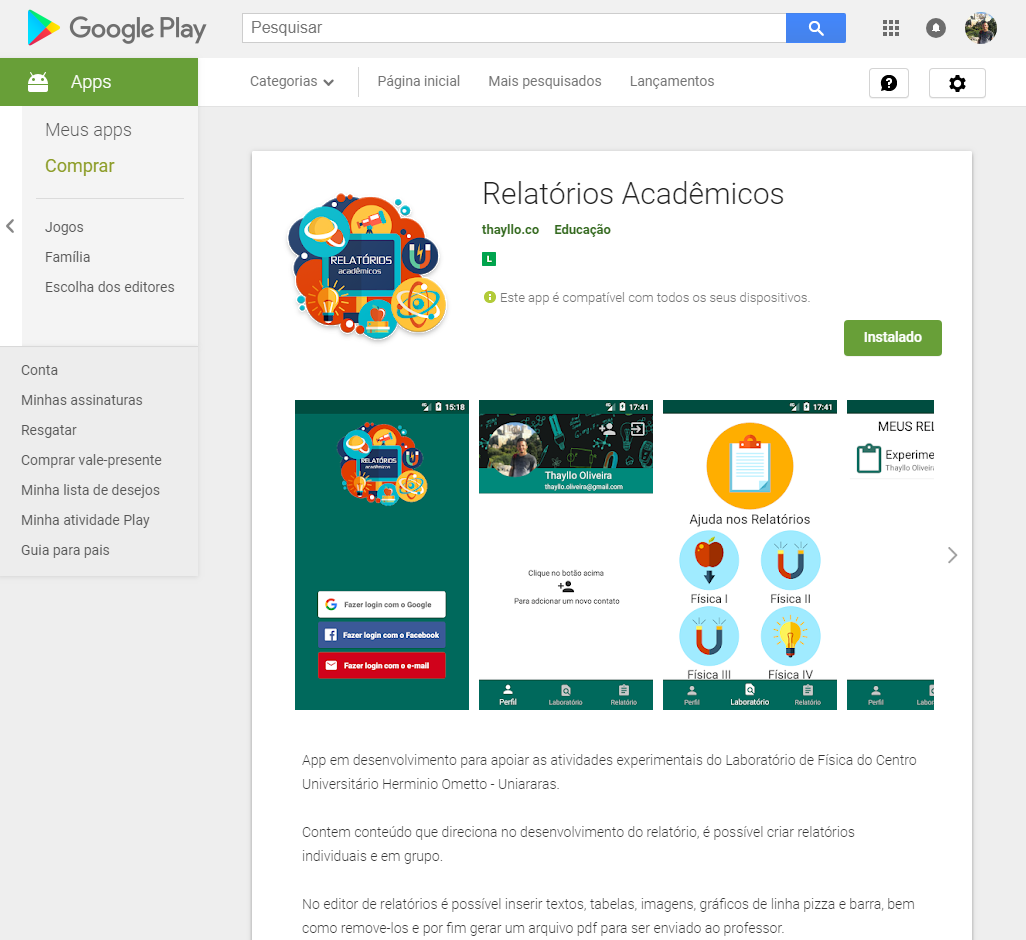 Google Play
Pesquisar
Apps
Categorias
Página inicial
Mais pesquisados
Lançamentos
Meus apps
Comprar
Jogos
Família
Escolha dos editores
Conta
Minhas assinaturas
Resgatar
Comprar vale-presente
Minha lista de desejos
Minha atividade Play
Guia para pais
RELATÓRIOS
acadêmicos
Relatórios Acadêmicos
thayllo.co Educação
L
Este app é compatível com todos os seus dispositivos.
Instalado
15:18
RELATÓRIOS
acadêmicos
Fazer login com o Google
Fazer login com o Facebook
Fazer login com o e-mail
17:41
Thayllo Oliveira
thayllo.oliveira@gmail.com
Clique no botão acima
Para adcionar um novo contato
Perfil Laboratório Relatório
17:41
Ajuda nos Relatórios
Física I Física II
Física III Física IV
Perfil Laboratório Relatório
MEUS REL
Experime
Thayllo Oliveira
Perfil Labor
App em desenvolvimento para apoiar as atividades experimentais do Laboratório de Física do Centro
Universitário Herminio Ometto - Uniararas.
Contem conteúdo que direciona no desenvolvimento do relatório, é possível criar relatórios
individuais e em grupo.
No editor de relatórios é possível inserir textos, tabelas, imagens, gráficos de linha pizza e barra, bem
como remove-los e por fim gerar um arquivo pdf para ser enviado ao professor.